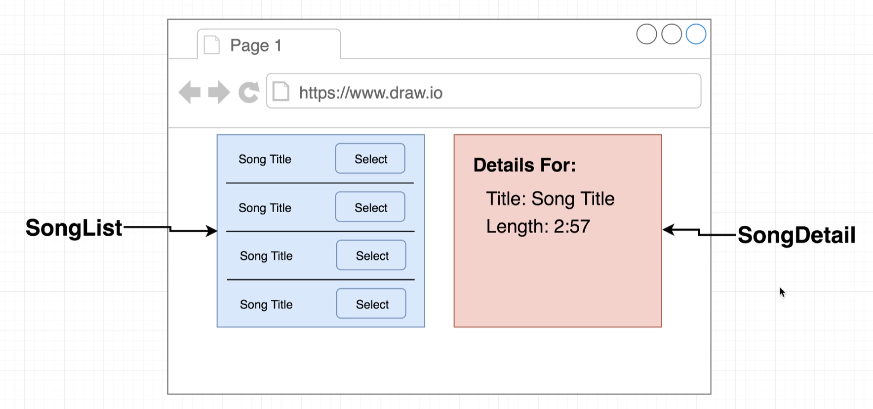 Page 1
https://www.draw.io
Song Title Select
Song Title Select
Song Title Select
Song Title Select
Details For:
Title: Song Title
Length: 2:57
SongList
SongDetail